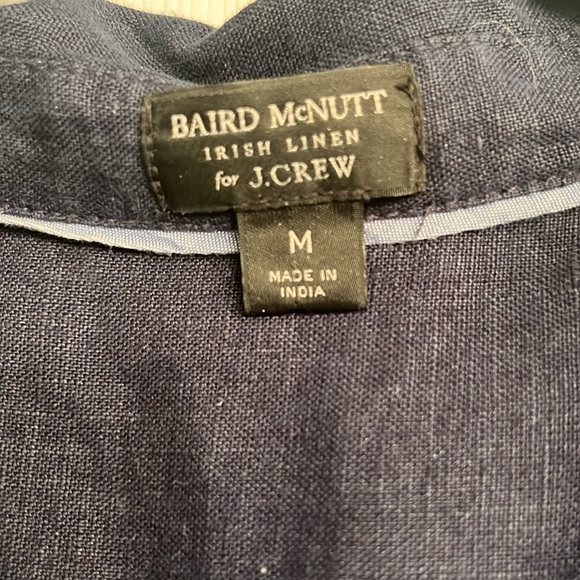 BAIRD McNUTT
IRISH LINEN
for J.CREW
M
MADE IN
INDIA